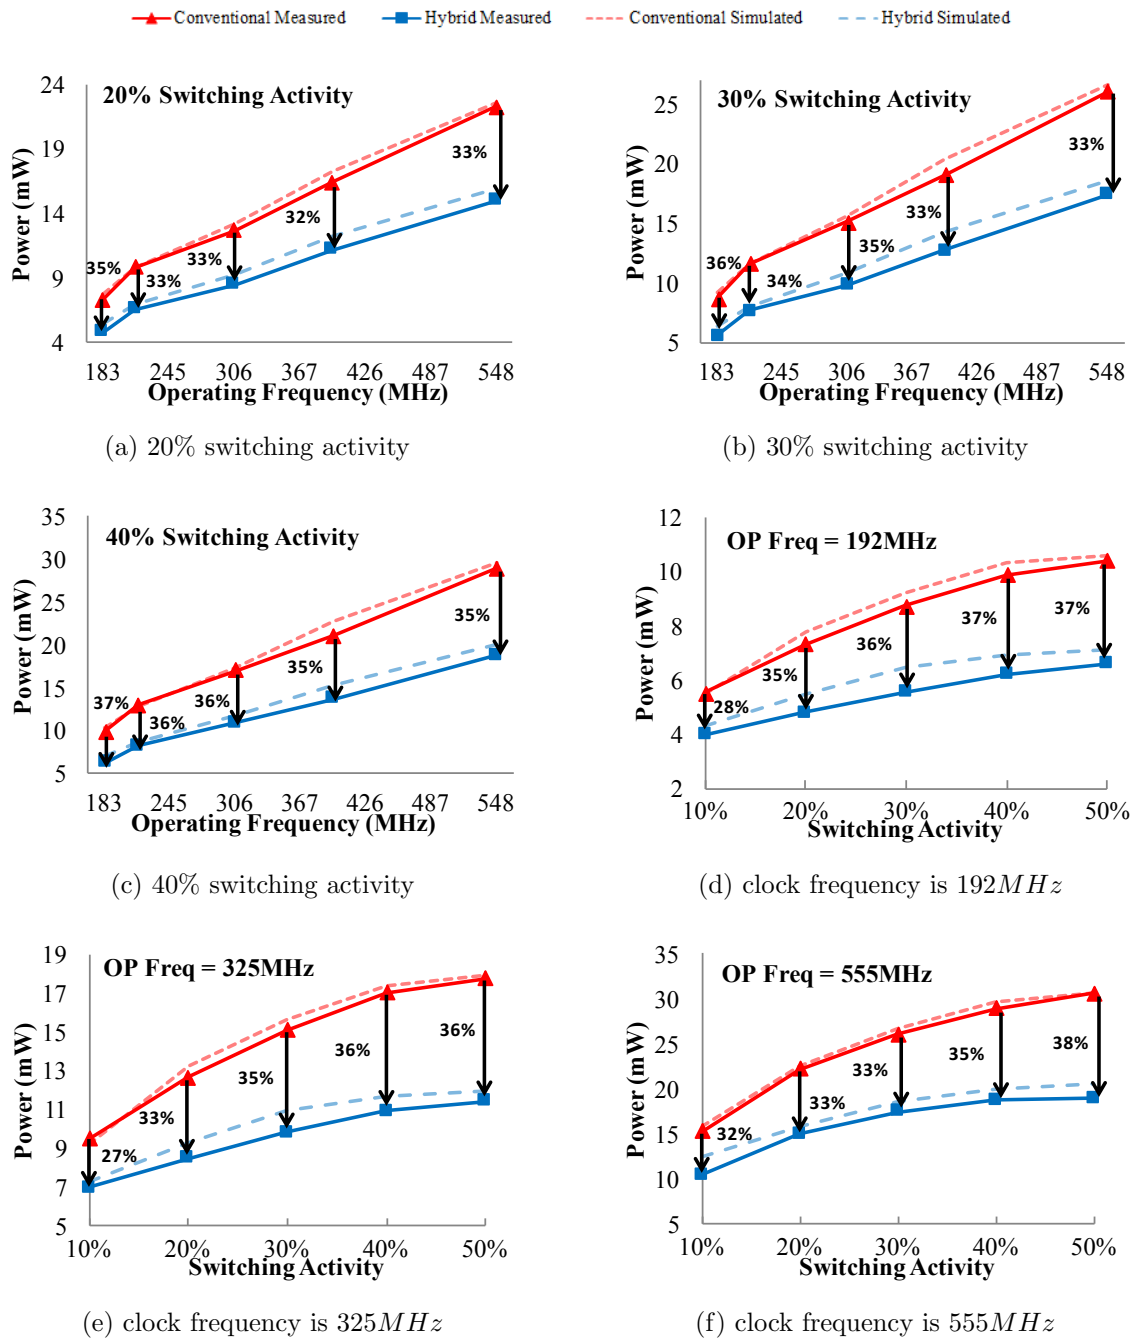 Conventional Measured Hybrid Measured Conventional Simulated Hybrid Simulated
20% Switching Activity
Power (mW)
24
19
14
9
4
35%
33%
33%
32%
33%
183 245 306 367 426 487 548
Operating Frequency (MHz)
(a) 20% switching activity
30% Switching Activity
Power (mW)
25
20
15
10
5
36%
34%
35%
33%
33%
183 245 306 367 426 487 548
Operating Frequency (MHz)
(b) 30% switching activity
40% Switching Activity
Power (mW)
35
30
25
20
15
10
5
37%
36%
36%
35%
35%
183 245 306 367 426 487 548
Operating Frequency (MHz)
(c) 40% switching activity
OP Freq = 192MHz
Power (mW)
12
10
8
6
4
2
28%
35%
36%
37%
37%
10% 20% 30% 40% 50%
Switching Activity
(d) clock frequency is 192MHz
OP Freq = 325MHz
Power (mW)
19
17
15
13
11
9
7
5
27%
33%
35%
36%
36%
10% 20% 30% 40% 50%
Switching Activity
(e) clock frequency is 325MHz
OP Freq = 555MHz
Power (mW)
35
30
25
20
15
10
5
32%
33%
33%
35%
38%
10% 20% 30% 40% 50%
Switching Activity
(f) clock frequency is 555MHz